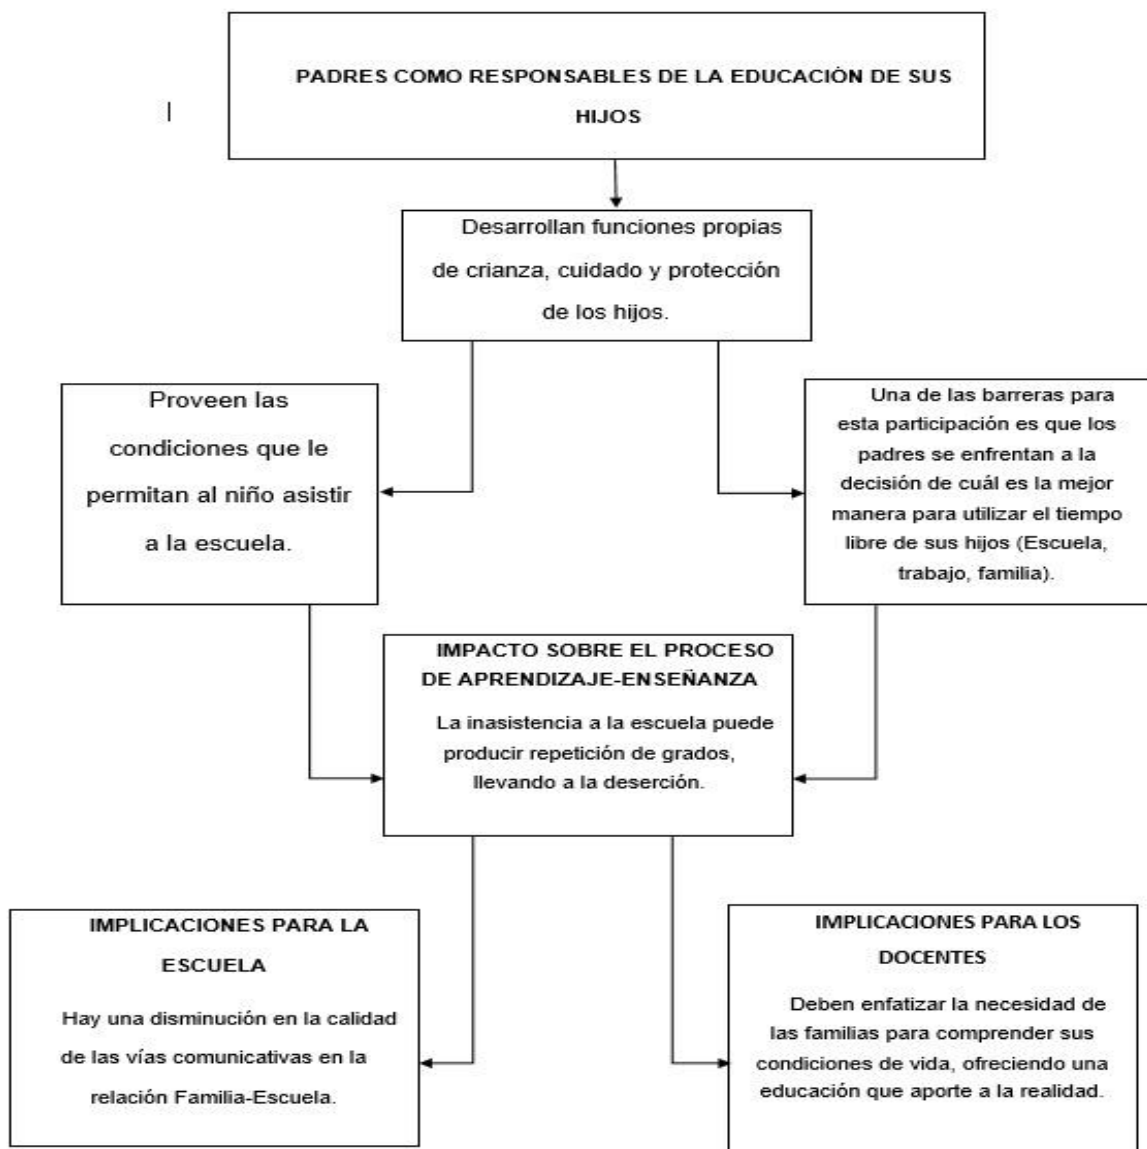 PADRES COMO RESPONSABLES DE LA EDUCACIÓN DE SUS
HIJOS
Desarrollan funciones propias
de crianza, cuidado y protección
de los hijos.
Proveen las
condiciones que le
permitan al niño asistir
a la escuela.
Una de las barreras para
esta participación es que los
padres se enfrentan a la
decisión de cuál es la mejor
manera para utilizar el tiempo
libre de sus hijos (Escuela,
trabajo, familia).
IMPACTO SOBRE EL PROCESO
DE APRENDIZAJE-ENSEÑANZA
La inasistencia a la escuela puede
producir repetición de grados,
llevando a la deserción.
IMPLICACIONES PARA LA
ESCUELA
Hay una disminución en la calidad
de las vías comunicativas en la
relación Familia-Escuela.
IMPLICACIONES PARA LOS
DOCENTES
Deben enfatizar la necesidad de
las familias para comprender sus
condiciones de vida, ofreciendo una
educación que aporte a la realidad.